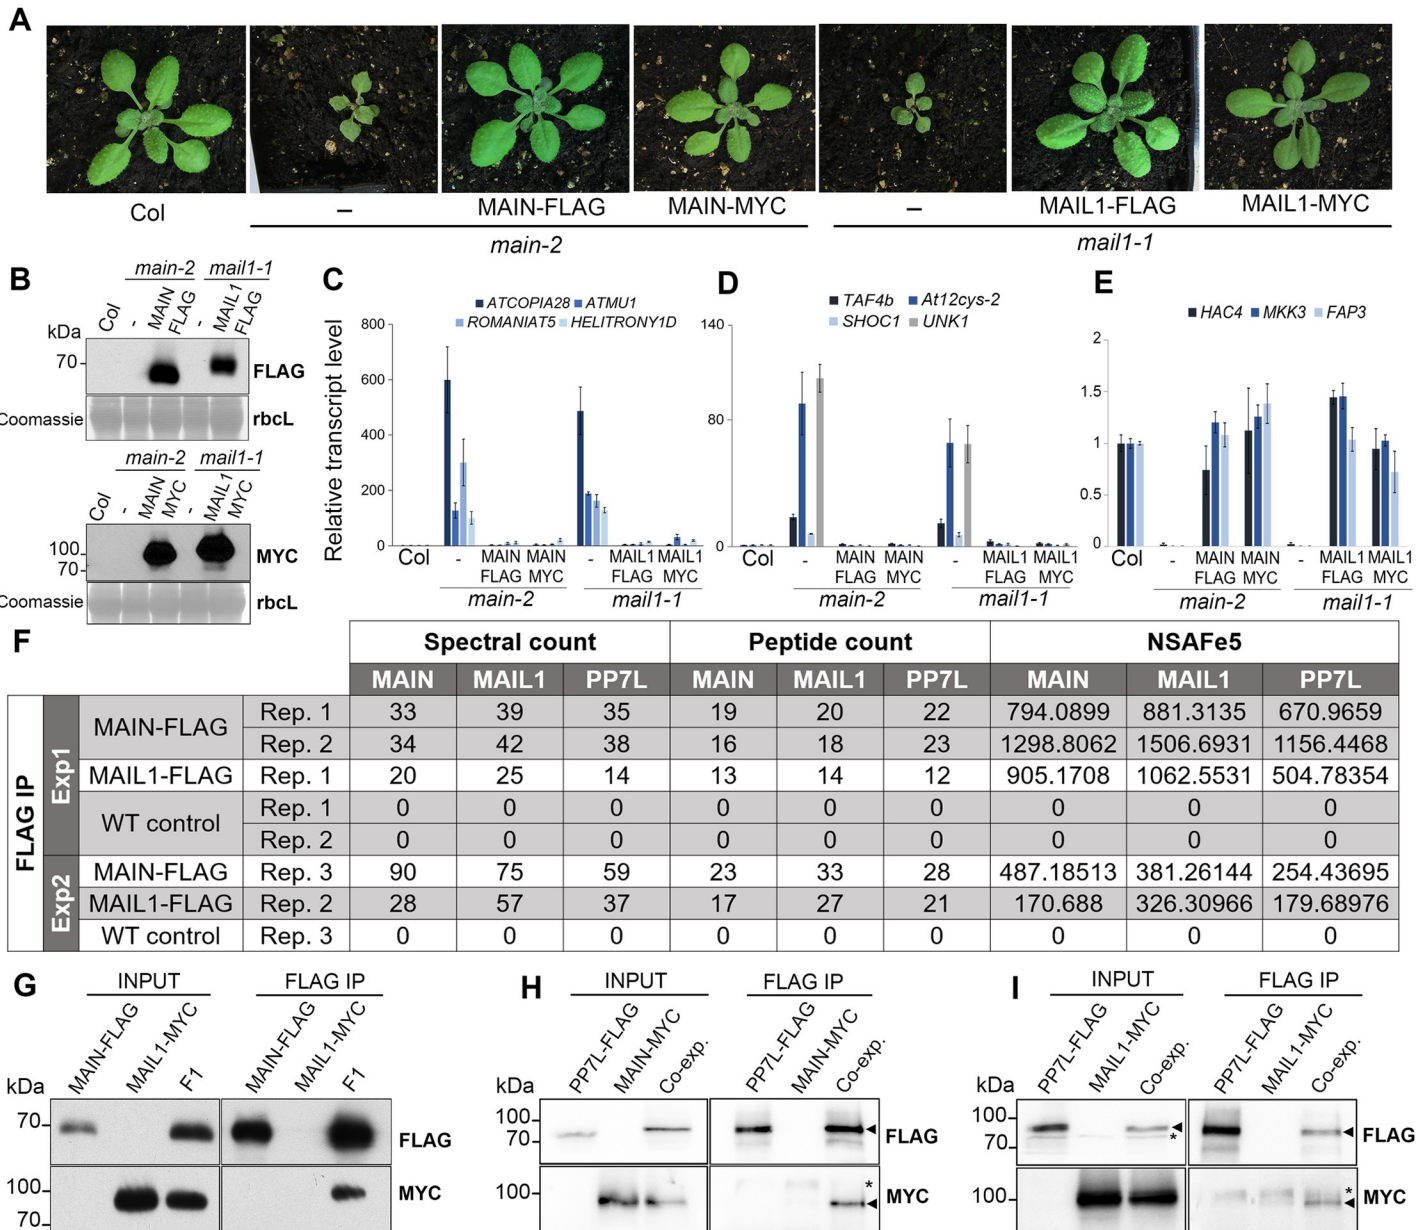 A
Col
–
MAIN-FLAG
MAIN-MYC
–
MAIL1-FLAG
MAIL1-MYC
main-2
mail1-1
B
main-2
mail1-1
Col
-
MAIN FLAG
-
MAIL1 FLAG
kDa
70
FLAG
Coomassie
rbcL
main-2
mail1-1
Col
-
MAIN MYC
-
MAIL1 MYC
100
70
MYC
Coomassie
rbcL
C
ATCOPIA28 ATMU1
ROMANIAT5 HELITRONY1D
Relative transcript level
800
600
400
200
0
Col
-
MAIN FLAG
MAIN MYC
-
MAIL1 FLAG
MAIL1 MYC
main-2
mail1-1
D
TAF4b At12cys-2
SHOC1 UNK1
140
80
0
Col
-
MAIN FLAG
MAIN MYC
-
MAIL1 FLAG
MAIL1 MYC
main-2
mail1-1
E
HAC4 MKK3 FAP3
2
1.5
1
0.5
0
Col
-
MAIN FLAG
MAIN MYC
-
MAIL1 FLAG
MAIL1 MYC
main-2
mail1-1
F
Spectral count Peptide count NSAFe5
MAIN MAIL1 PP7L MAIN MAIL1 PP7L MAIN MAIL1 PP7L
FLAG IP
Exp1
MAIN-FLAG
Rep. 1 33 39 35 19 20 22 794.0899 881.3135 670.9659
Rep. 2 34 42 38 16 18 23 1298.8062 1506.6931 1156.4468
MAIL1-FLAG Rep. 1 20 25 14 13 14 12 905.1708 1062.5531 504.78354
WT control
Rep. 1 0 0 0 0 0 0 0 0 0
Rep. 2 0 0 0 0 0 0 0 0 0
Exp2
MAIN-FLAG Rep. 3 90 75 59 23 33 28 487.18513 381.26144 254.43695
MAIL1-FLAG Rep. 2 28 57 37 17 27 21 170.688 326.30966 179.68976
WT control Rep. 3 0 0 0 0 0 0 0 0 0
G
INPUT
FLAG IP
MAIN-FLAG
MAIL1-MYC
F1
MAIN-FLAG
MAIL1-MYC
F1
kDa
70
FLAG
100
70
MYC
H
INPUT
FLAG IP
PP7L-FLAG
MAIN-MYC
Co-exp.
PP7L-FLAG
MAIN-MYC
Co-exp.
kDa
100
70
FLAG
100
*
MYC
I
INPUT
FLAG IP
PP7L-FLAG
MAIL1-MYC
Co-exp.
PP7L-FLAG
MAIL1-MYC
Co-exp.
kDa
100
70
*
FLAG
100
*
MYC